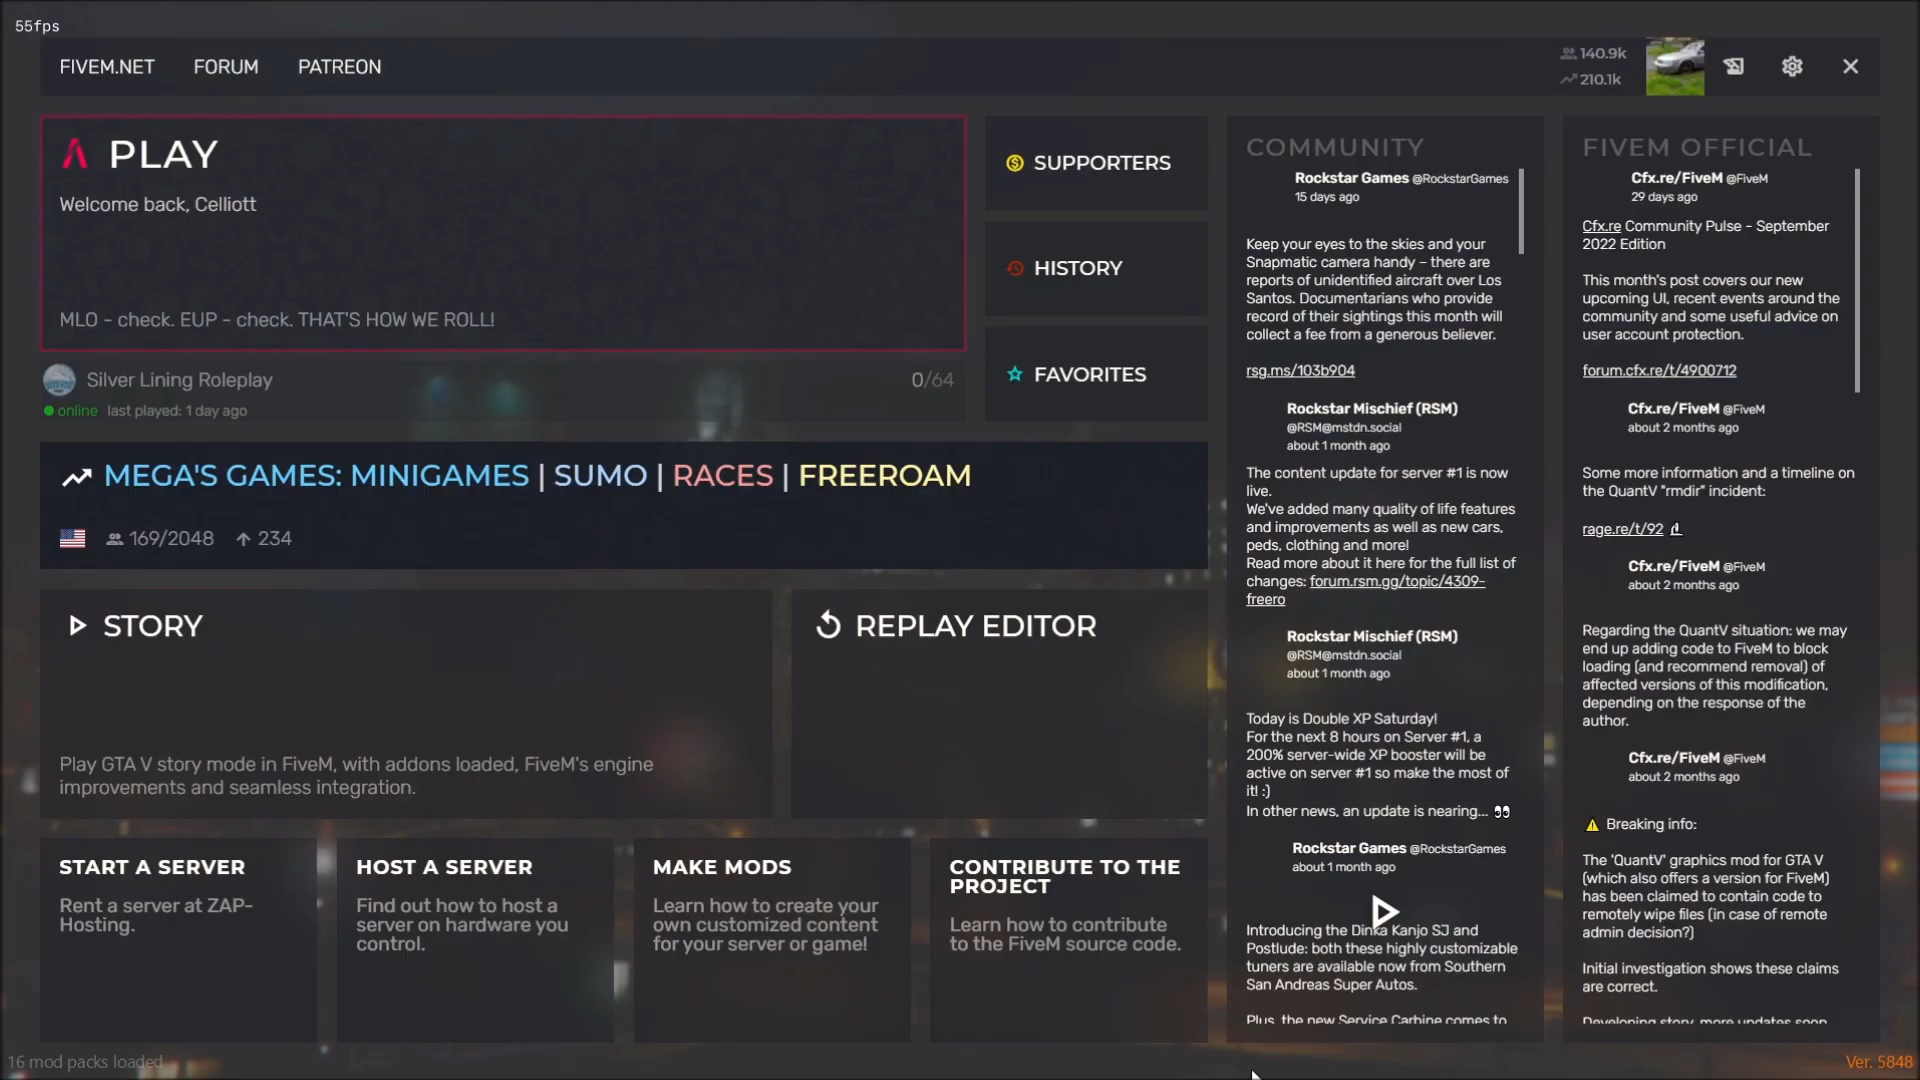 55fps
FIVEM.NET FORUM PATREON
140.9k
210.1k
PLAY
Welcome back, Celliott
MLO - check. EUP - check. THAT'S HOW WE ROLL!
Silver Lining Roleplay 0/64
online last played: 1 day ago
SUPPORTERS
HISTORY
FAVORITES
MEGA'S GAMES: MINIGAMES | SUMO | RACES | FREEROAM
169/2048 234
STORY
Play GTA V story mode in FiveM, with addons loaded, FiveM's engine
improvements and seamless integration.
REPLAY EDITOR
START A SERVER
Rent a server at ZAP-
Hosting.
HOST A SERVER
Find out how to host a
server on hardware you
control.
MAKE MODS
Learn how to create your
own customized content
for your server or game!
CONTRIBUTE TO THE
PROJECT
Learn how to contribute
to the FiveM source code.
COMMUNITY
Rockstar Games @RockstarGames
15 days ago
Keep your eyes to the skies and your
Snapmatic camera handy – there are
reports of unidentified aircraft over Los
Santos. Documentarians who provide
record of their sightings this month will
collect a fee from a generous believer.
rsg.ms/103b904
Rockstar Mischief (RSM)
@RSM@mstdn.social
about 1 month ago
The content update for server #1 is now
live.
We've added many quality of life features
and improvements as well as new cars,
peds, clothing and more!
Read more about it here for the full list of
changes: forum.rsm.gg/topic/4309-
freero
Rockstar Mischief (RSM)
@RSM@mstdn.social
about 1 month ago
Today is Double XP Saturday!
For the next 8 hours on Server #1, a
200% server-wide XP booster will be
active on server #1 so make the most of
it! :)
In other news, an update is nearing... 👀
Rockstar Games @RockstarGames
about 1 month ago
Introducing the Dinka Kanjo SJ and
Postlude: both these highly customizable
tuners are available now from Southern
San Andreas Super Autos.
Plus, the new Service Carbine comes to
FIVEM OFFICIAL
Cfx.re/FiveM @FiveM
29 days ago
Cfx.re Community Pulse - September
2022 Edition
This month's post covers our new
upcoming UI, recent events around the
community and some useful advice on
user account protection.
forum.cfx.re/t/4900712
Cfx.re/FiveM @FiveM
about 2 months ago
Some more information and a timeline on
the QuantV "rmdir" incident:
rage.re/t/92
Cfx.re/FiveM @FiveM
about 2 months ago
Regarding the QuantV situation: we may
end up adding code to FiveM to block
loading (and recommend removal) of
affected versions of this modification,
depending on the response of the
author.
Cfx.re/FiveM @FiveM
about 2 months ago
⚠ Breaking info:
The 'QuantV' graphics mod for GTA V
(which also offers a version for FiveM)
has been claimed to contain code to
remotely wipe files (in case of remote
admin decision?)
Initial investigation shows these claims
are correct.
Developing story, more updates soon
16 mod packs loaded
Ver. 5848